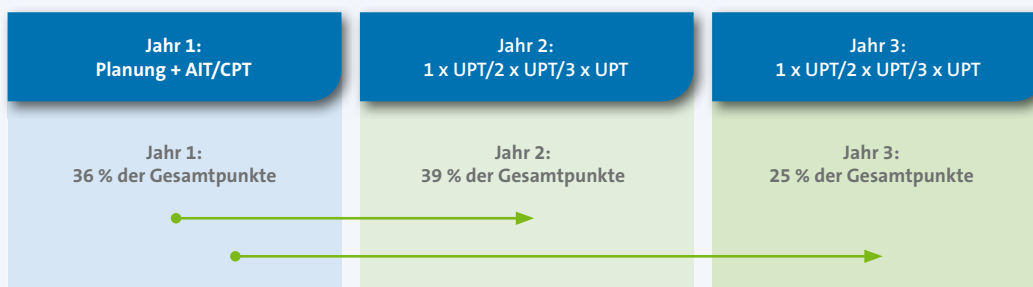 Jahr 1:
Planung + AIT/CPT
Jahr 2:
1 x UPT/2 x UPT/3 x UPT
Jahr 3:
1 x UPT/2 x UPT/3 x UPT
Jahr 1:
36 % der Gesamtpunkte
Jahr 2:
39 % der Gesamtpunkte
Jahr 3:
25 % der Gesamtpunkte